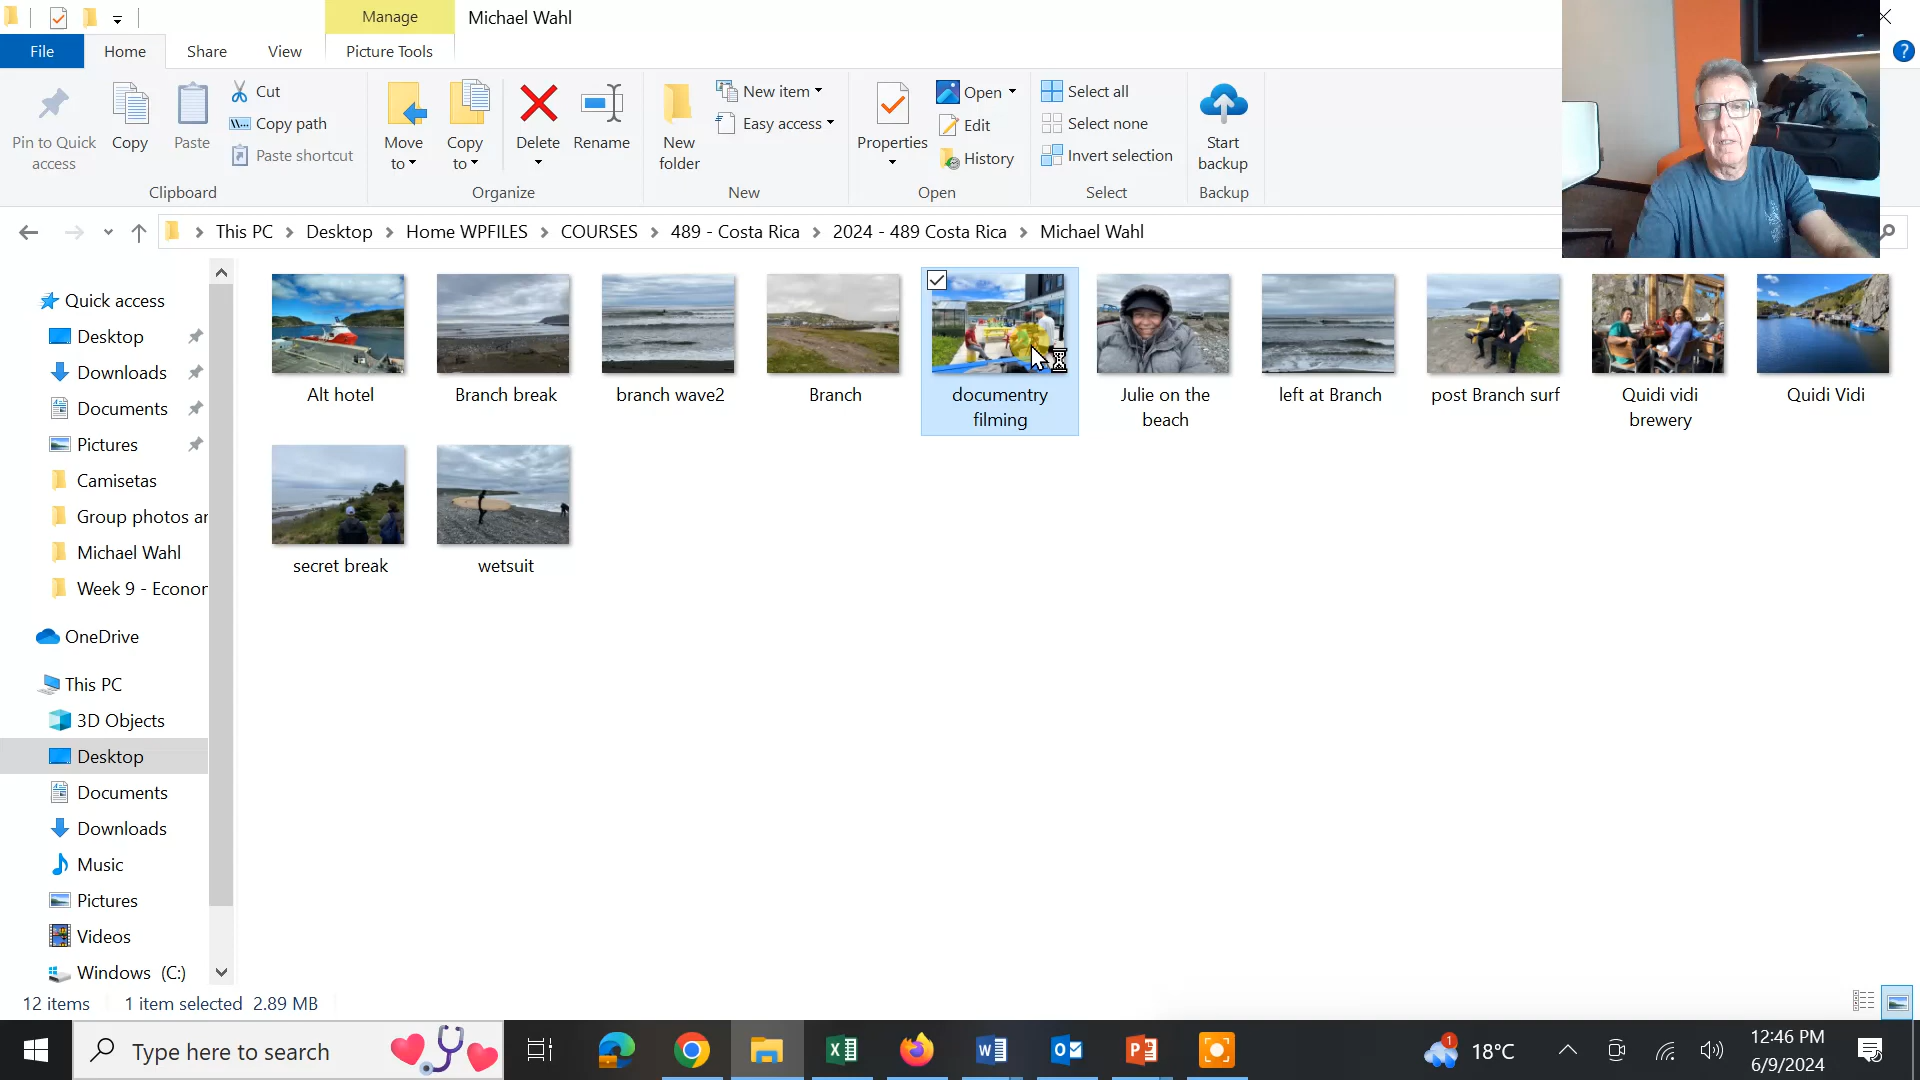 Manage
Michael Wahl
File
Home
Share
View
Picture Tools
Pin to Quick
access
Copy
Paste
Cut
Copy path
Paste shortcut
Clipboard
Move
to
Copy
to
Delete
Rename
Organize
New
folder
New item
Easy access
New
Properties
Open
Edit
History
Open
Select all
Select none
Invert selection
Select
Start
backup
Backup
This PC
Desktop
Home WPFILES
COURSES
489 - Costa Rica
2024 - 489 Costa Rica
Michael Wahl
Quick access
Desktop
Downloads
Documents
Pictures
Camisetas
Group photos ar
Michael Wahl
Week 9 - Econor
OneDrive
This PC
3D Objects
Desktop
Documents
Downloads
Music
Pictures
Videos
Windows (C:)
Alt hotel
Branch break
branch wave2
Branch
documentry
filming
Julie on the
beach
left at Branch
post Branch surf
Quidi vidi
brewery
Quidi Vidi
secret break
wetsuit
12 items
1 item selected 2.89 MB
Type here to search
1
18°C
12:46 PM
6/9/2024